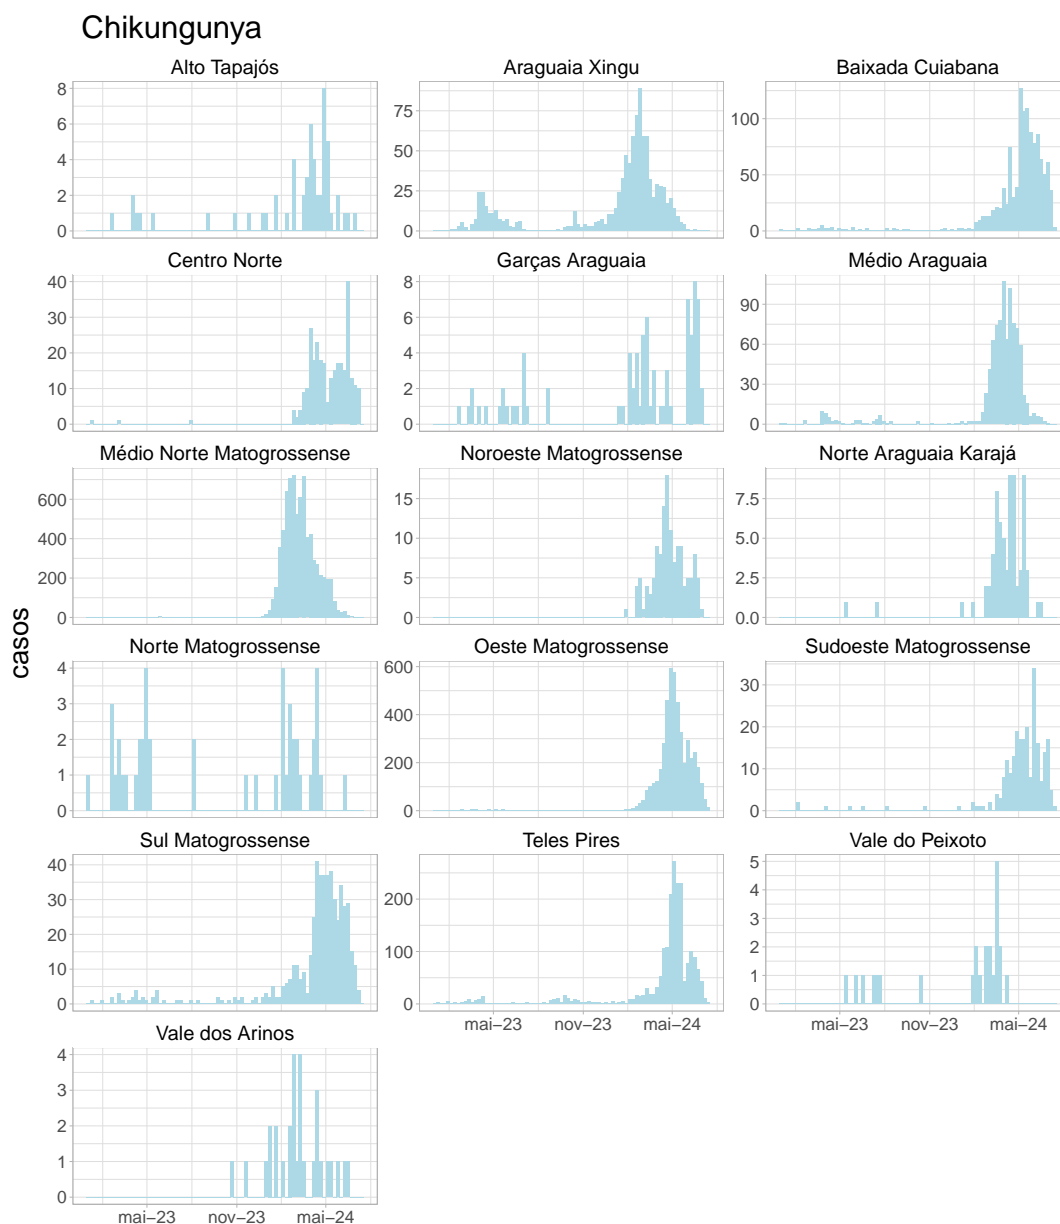 Chikungunya
Alto Tapajós
Araguaia Xingu
Baixada Cuiabana
8
6
4
2
0
75
50
25
0
100
50
0
Centro Norte
Garças Araguaia
Médio Araguaia
40
30
20
10
0
8
6
4
2
0
90
60
30
0
Médio Norte Matogrossense
Noroeste Matogrossense
Norte Araguaia Karajá
600
400
200
0
15
10
5
0
7.5
5.0
2.5
0.0
casos
Norte Matogrossense
Oeste Matogrossense
Sudoeste Matogrossense
4
3
2
1
0
600
400
200
0
30
20
10
0
Sul Matogrossense
Teles Pires
Vale do Peixoto
40
30
20
10
0
200
100
0
5
4
3
2
1
0
mai−23
nov−23
mai−24
mai−23
nov−23
mai−24
Vale dos Arinos
4
3
2
1
0
mai−23
nov−23
mai−24